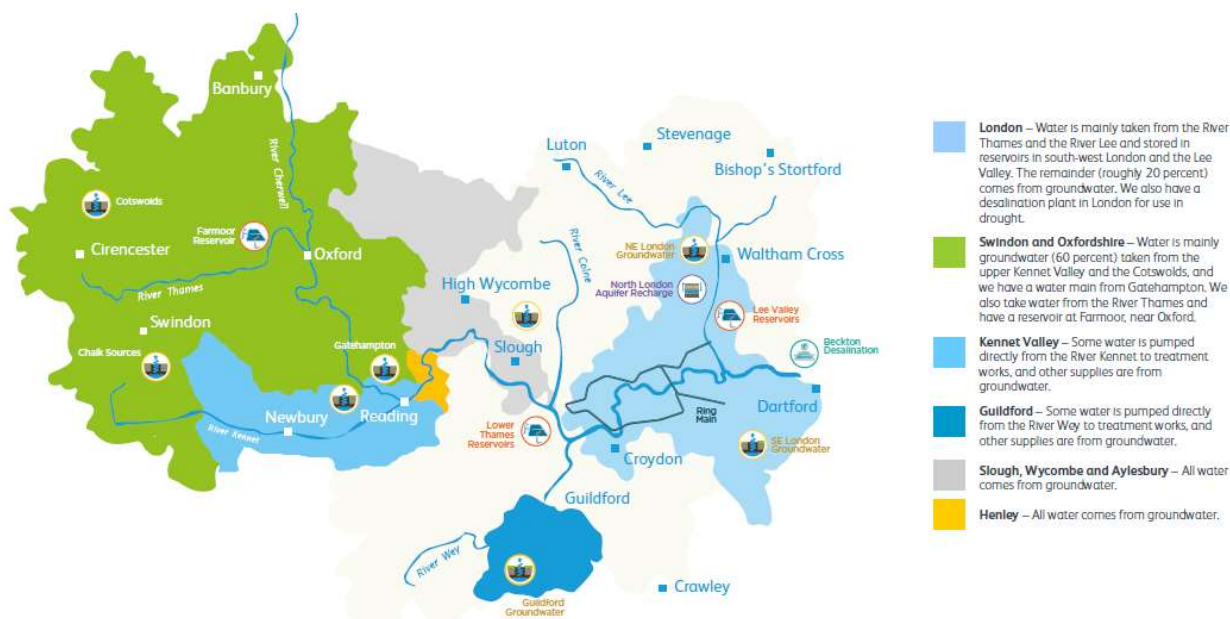 Banbury
River Cherwell
Cotswolds
Farmoor
Reservoir
Cirencester
Oxford
River Thames
Swindon
Chalk Sources
Gatehampton
Newbury
Reading
River Kennet
High Wycombe
Slough
River Colne
Luton
River Lee
Stevenage
Bishop's Stortford
NE London
Groundwater
Waltham Cross
North London
Aquifer Recharge
Lee Valley
Reservoirs
Beckton
Desalination
Ring
Main
Dartford
Lower
Thames
Reservoirs
Croydon
SE London
Groundwater
Guildford
River Wey
Guildford
Groundwater
Crawley
London – Water is mainly taken from the River
Thames and the River Lee and stored in
reservoirs in south-west London and the Lee
Valley. The remainder (roughly 20 percent)
comes from groundwater. We also have a
desalination plant in London for use in
drought.
Swindon and Oxfordshire – Water is mainly
groundwater (60 percent) taken from the
upper Kennet Valley and the Cotswolds, and
we have a water main from Gatehampton. We
also take water from the River Thames and
have a reservoir at Farmoor, near Oxford.
Kennet Valley – Some water is pumped
directly from the River Kennet to treatment
works, and other supplies are from
groundwater.
Guildford – Some water is pumped directly
from the River Wey to treatment works, and
other supplies are from groundwater.
Slough, Wycombe and Aylesbury – All water
comes from groundwater.
Henley – All water comes from groundwater.